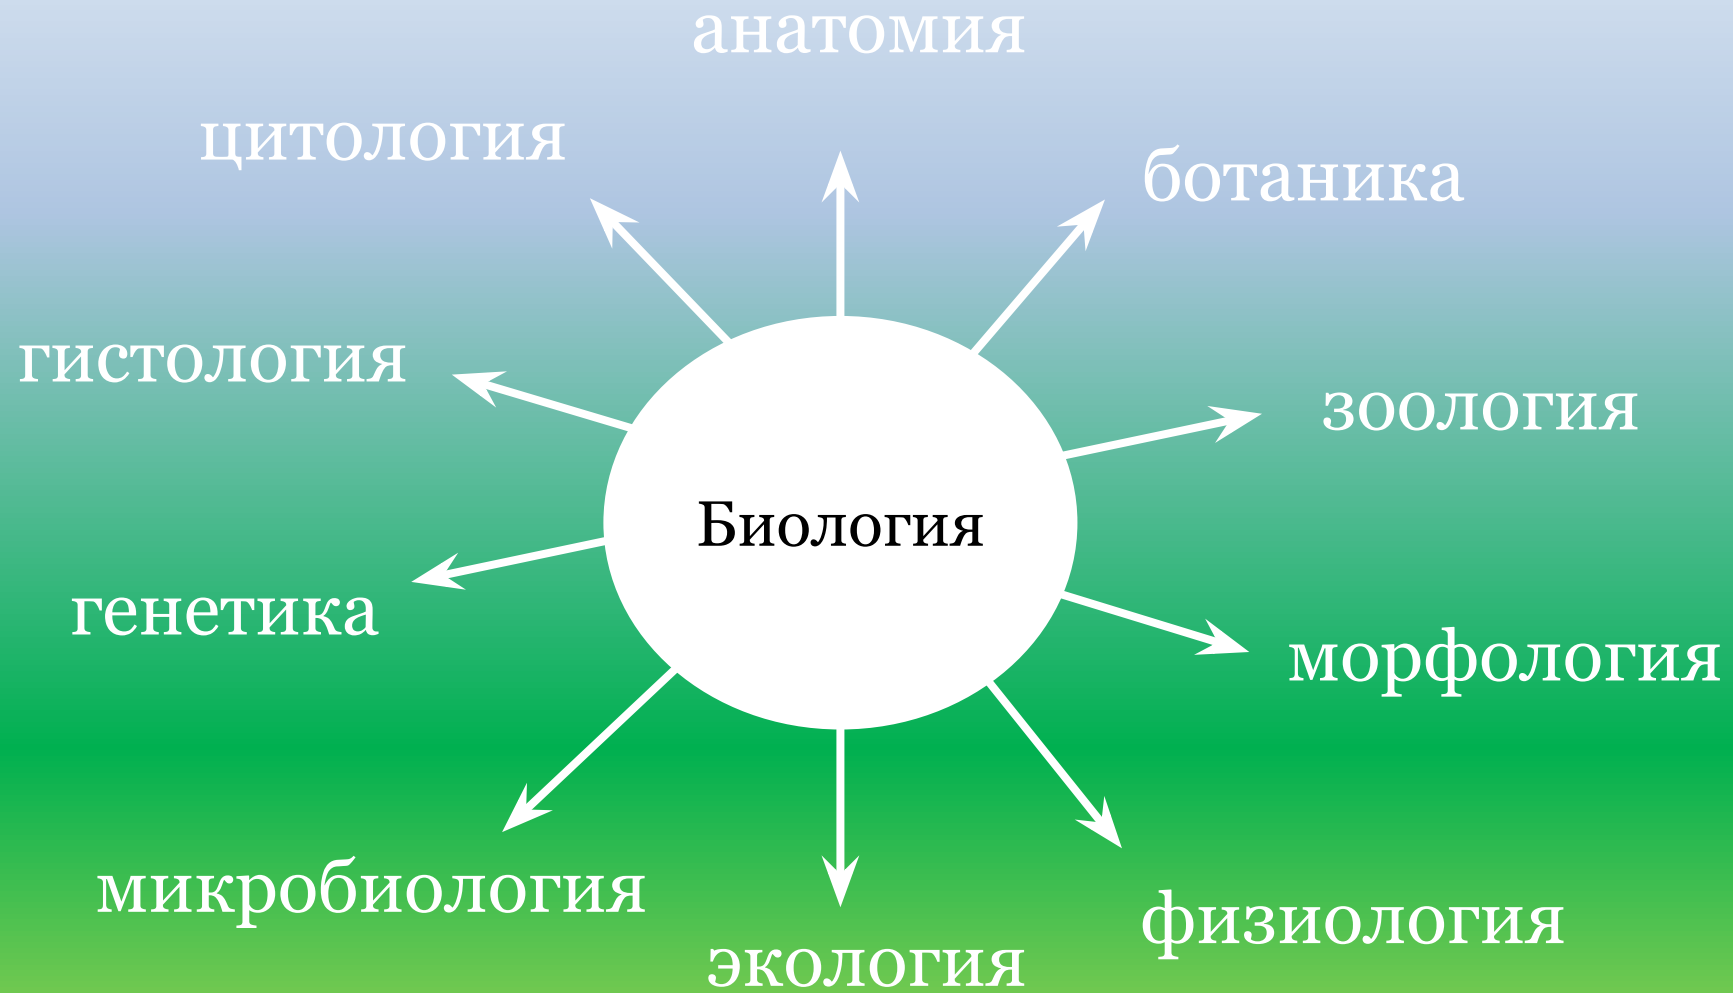 анатомия
цитология
ботаника
гистология
зоология
Биология
генетика
морфология
микробиология
физиология
экология